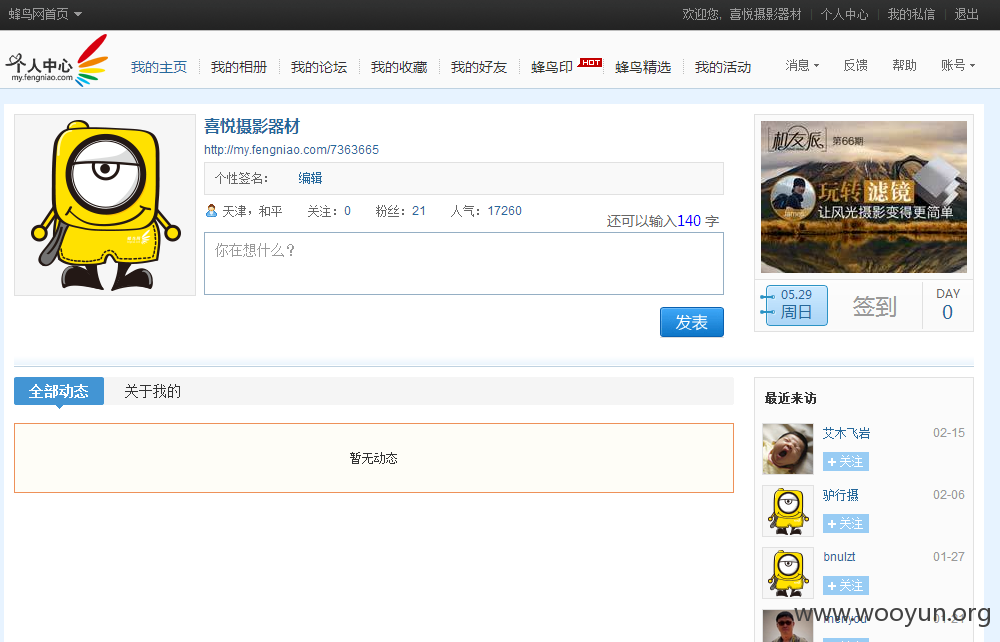 蜂鸟网首页
欢迎您, 喜悦摄影器材 个人中心 我的私信 退出
个人中心
my.fengniao.com
我的主页 我的相册 我的论坛 我的收藏 我的好友 蜂鸟印 HOT 蜂鸟精选 我的活动 消息 反馈 帮助 账号
喜悦摄影器材
http://my.fengniao.com/7363665
个性签名: 编辑
天津，和平 关注：0 粉丝：21 人气：17260
还可以输入140 字
你在想什么？
发表
相友派 第66期
玩转 滤镜
让风光摄影变得更简单
James
05.29
周日
签到
DAY
0
全部动态 关于我的
暂无动态
最近来访
艾木飞岩 02-15
+ 关注
驴行摄 02-06
+ 关注
bnulzt 01-27
+ 关注
www.wooyun.org